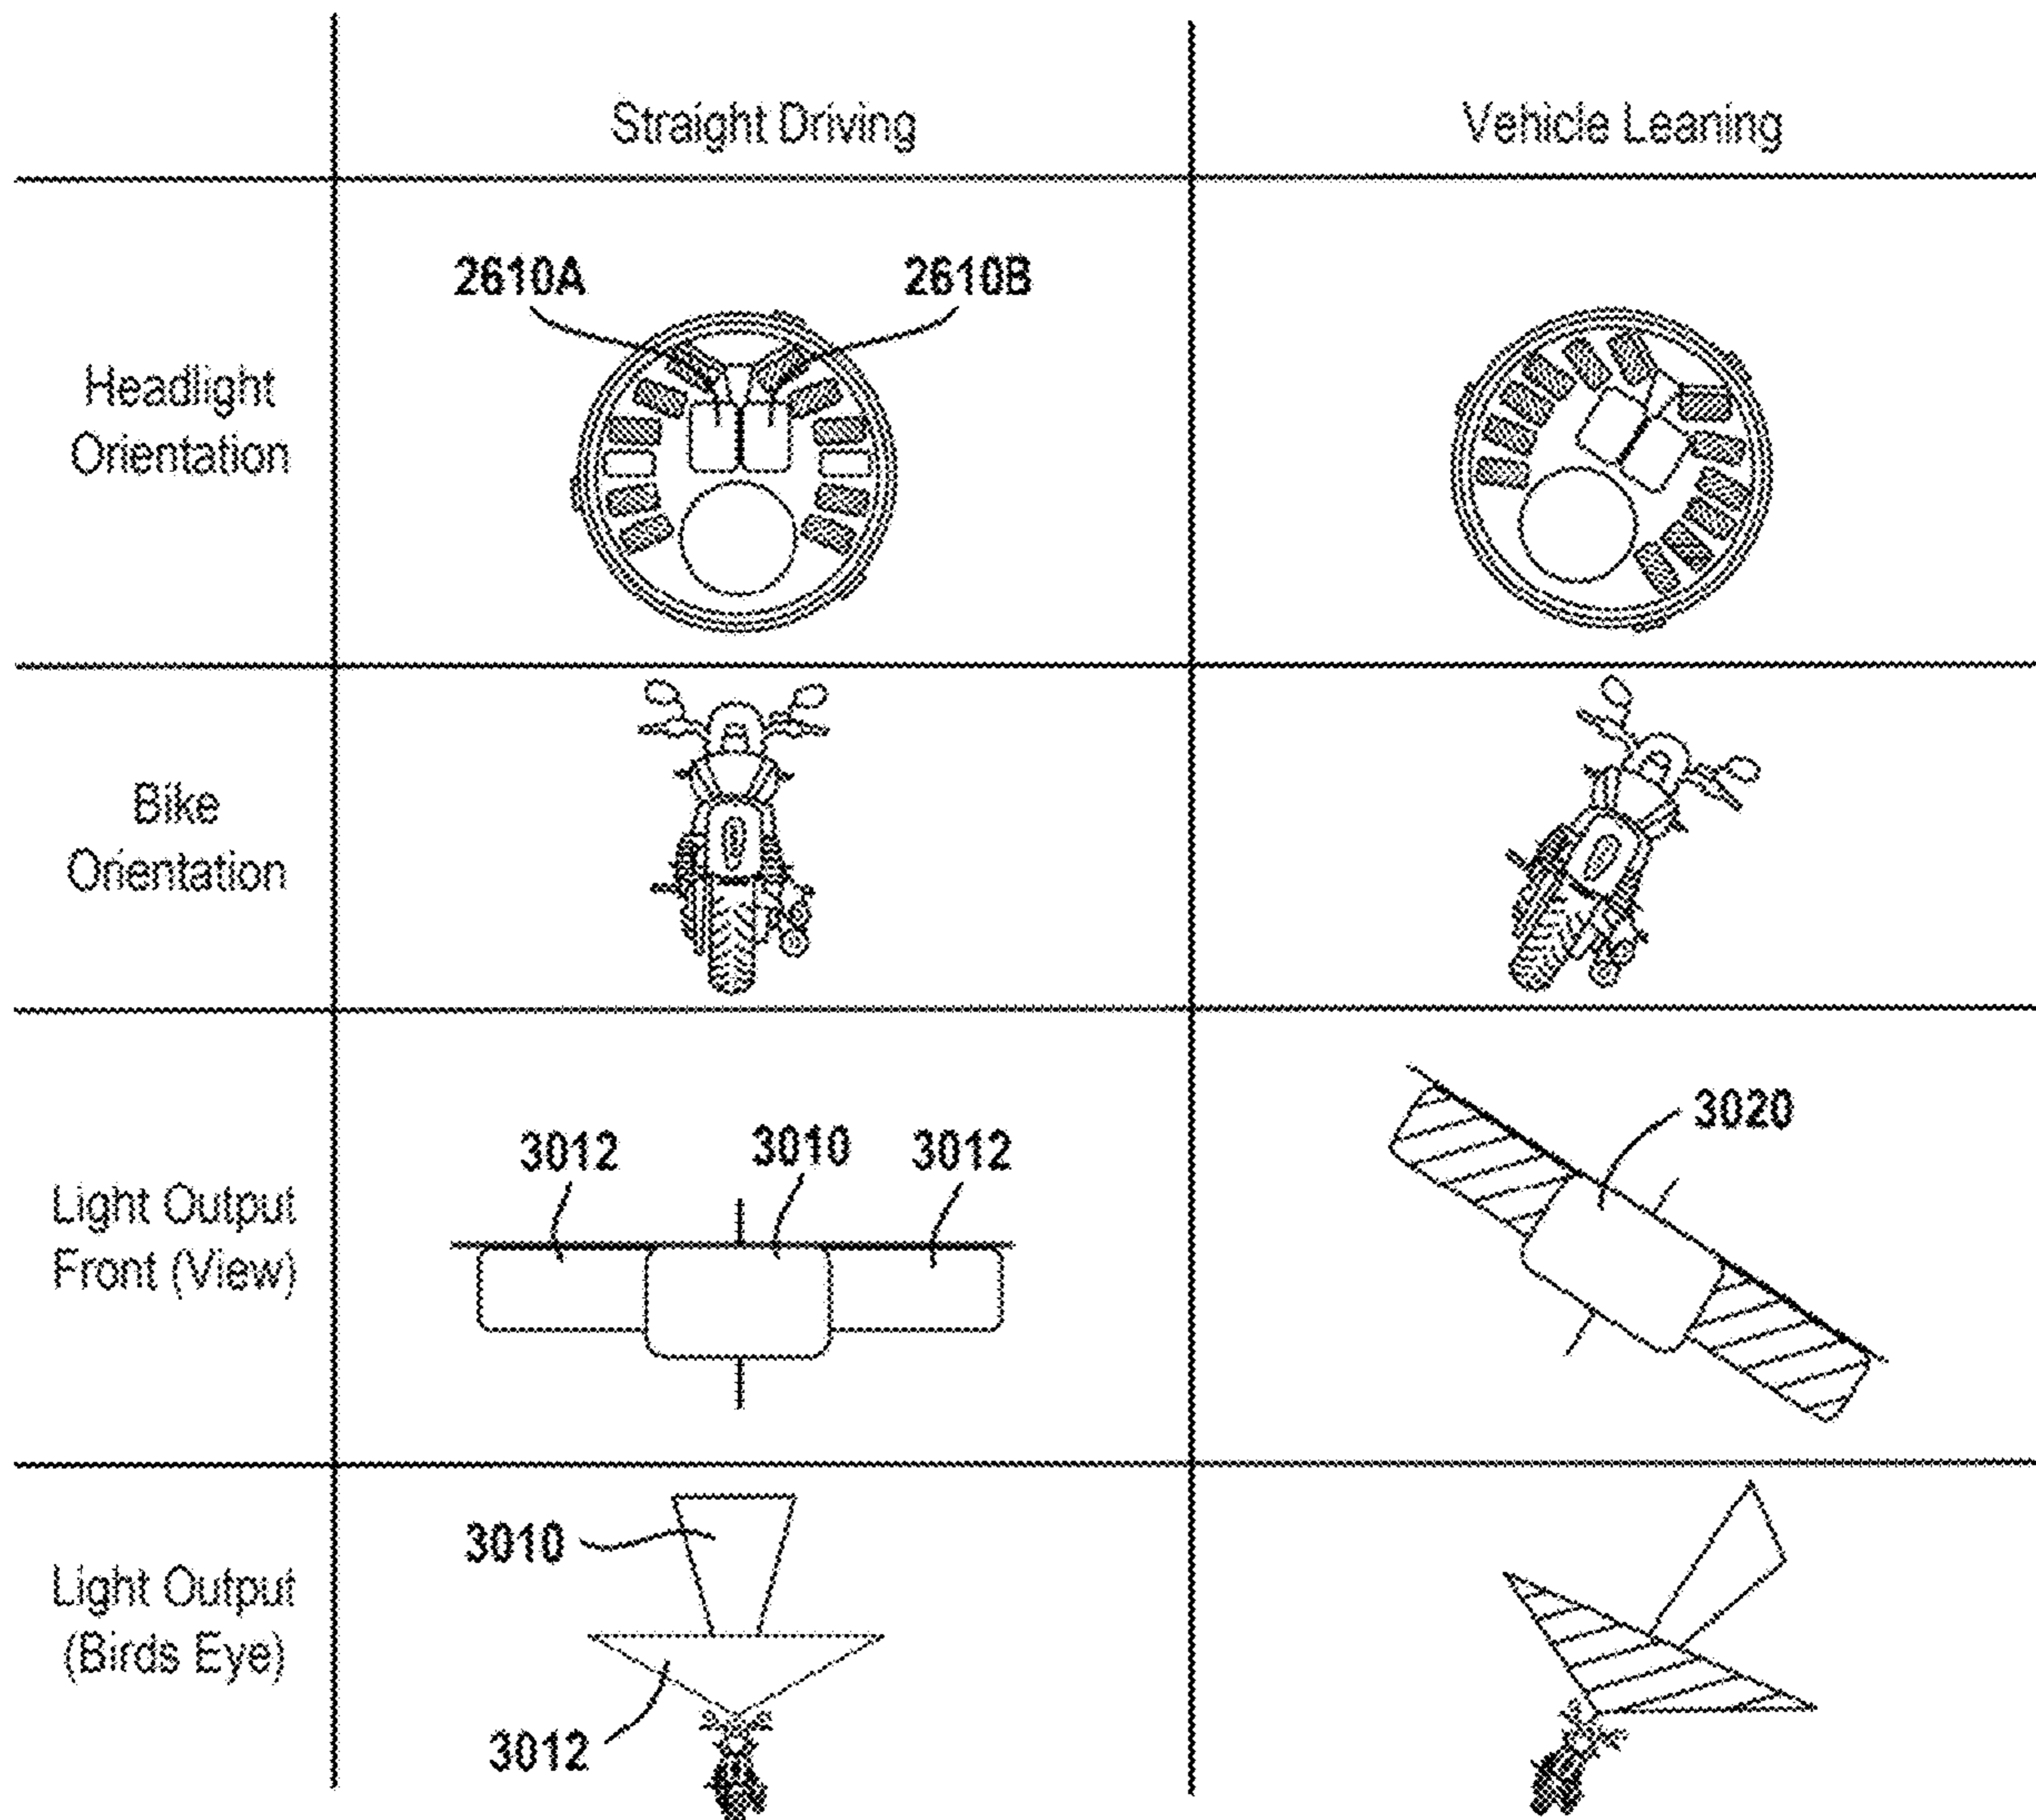 Straight Driving
Vehicle Leaning
Headlight
Orientation
2610A
2610B
Bike
Orientation
Light Output
Front (View)
3012
3010
3012
3020
Light Output
(Birds Eye)
3010
3012